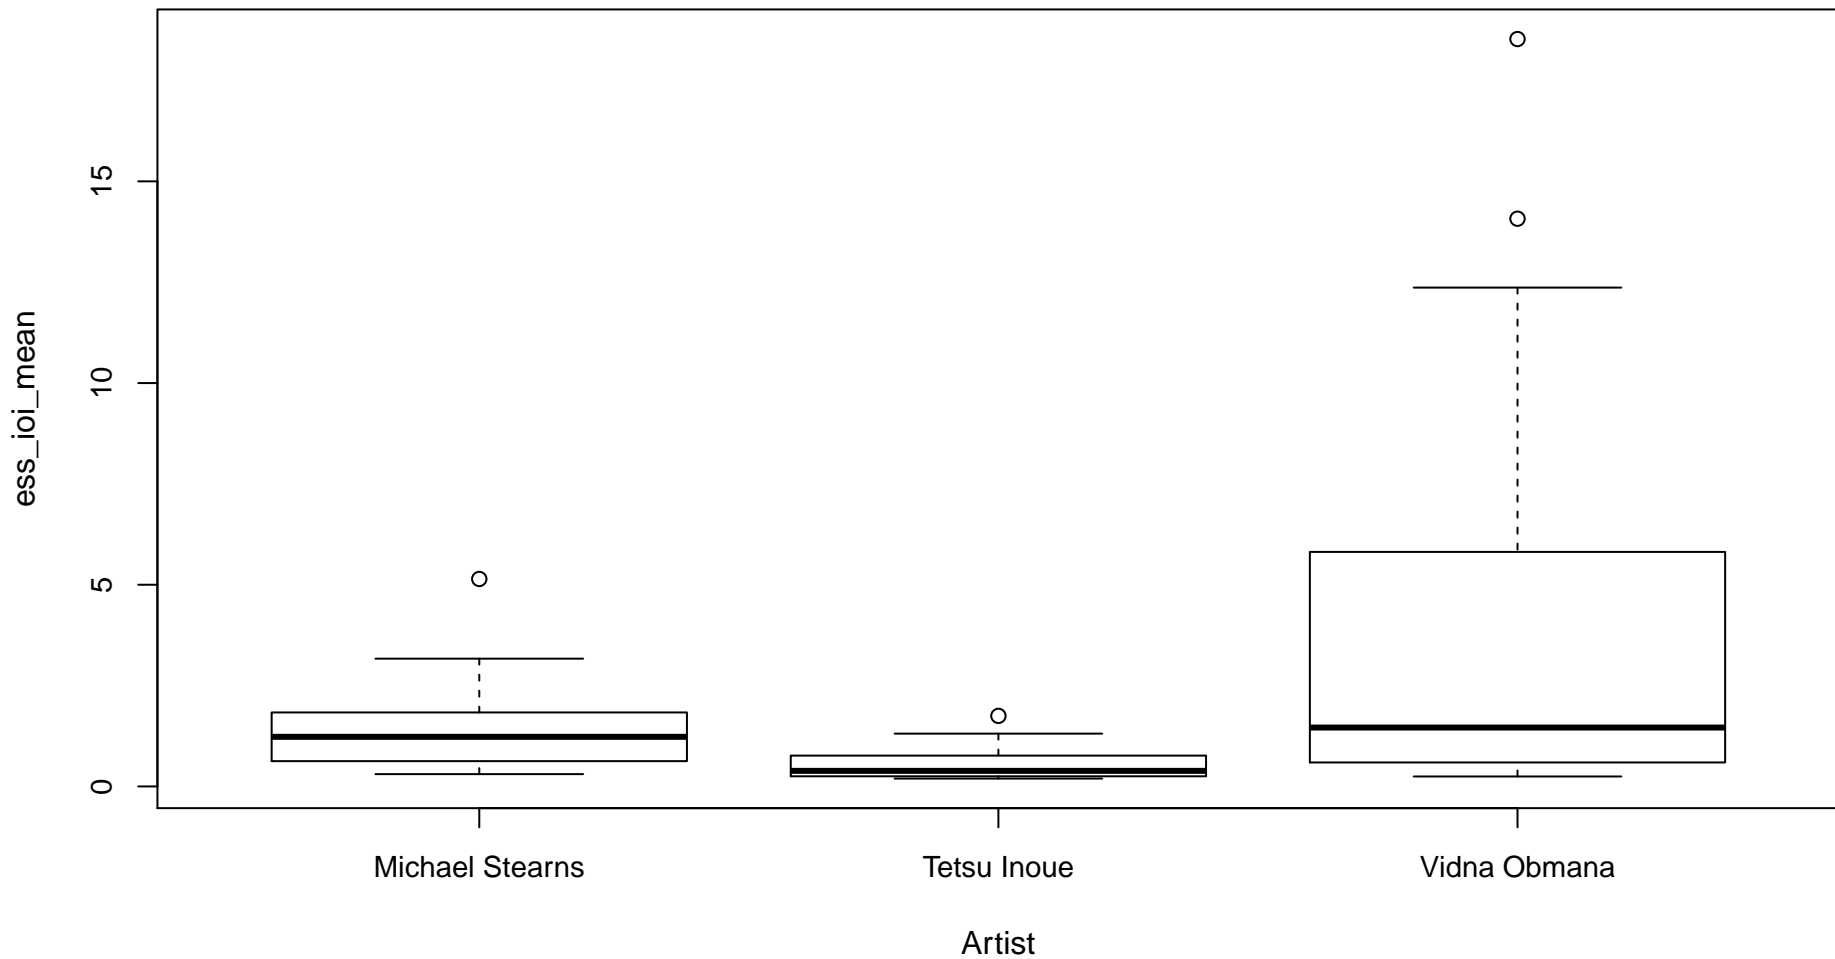 ess_ioi_mean
15
10
5
0
Michael Stearns
Tetsu Inoue
Vidna Obmana
Artist